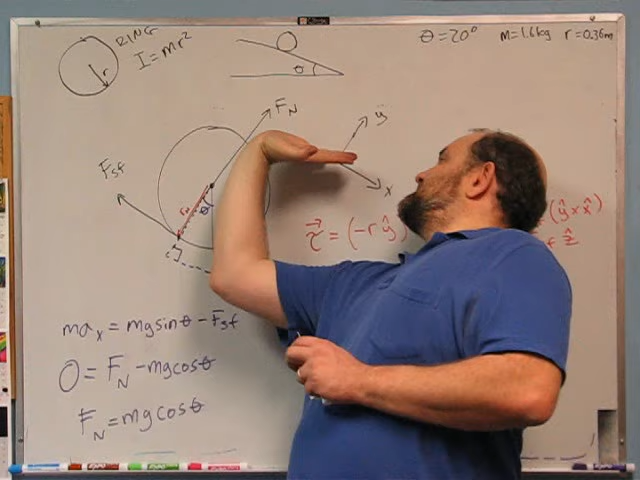 RING
I = mr²
r
θ
θ = 20° m = 1.6kg r = 0.36m
F_N
ŷ
x
F_sf
θ
τ⃗ = (-r ŷ)
(ŷ × x̂)
ẑ
ma_x = mg sinθ - F_sf
0 = F_N - mg cosθ
F_N = mg cosθ